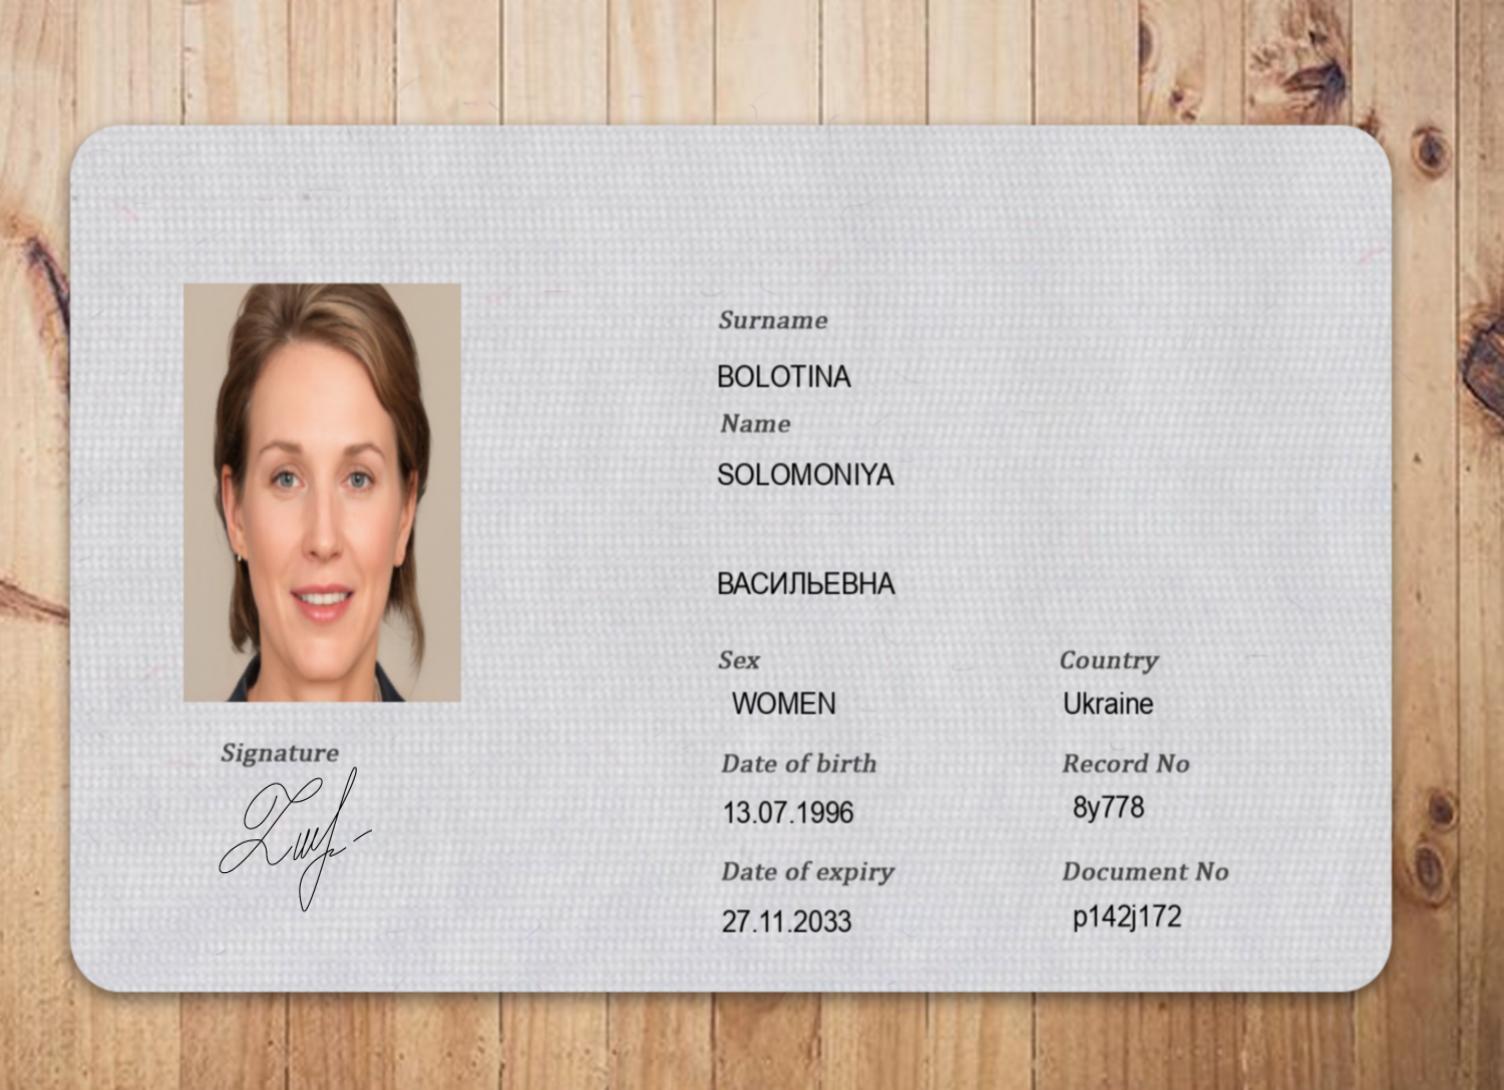 Surname
BOLOTINA
Name
SOLOMONIYA
ВАСИЛЬЕВНА
Sex
Country
WOMEN
Ukraine
Date of birth
Record No
13.07.1996
8y778
Date of expiry
Document No
27.11.2033
p142j172
Signature